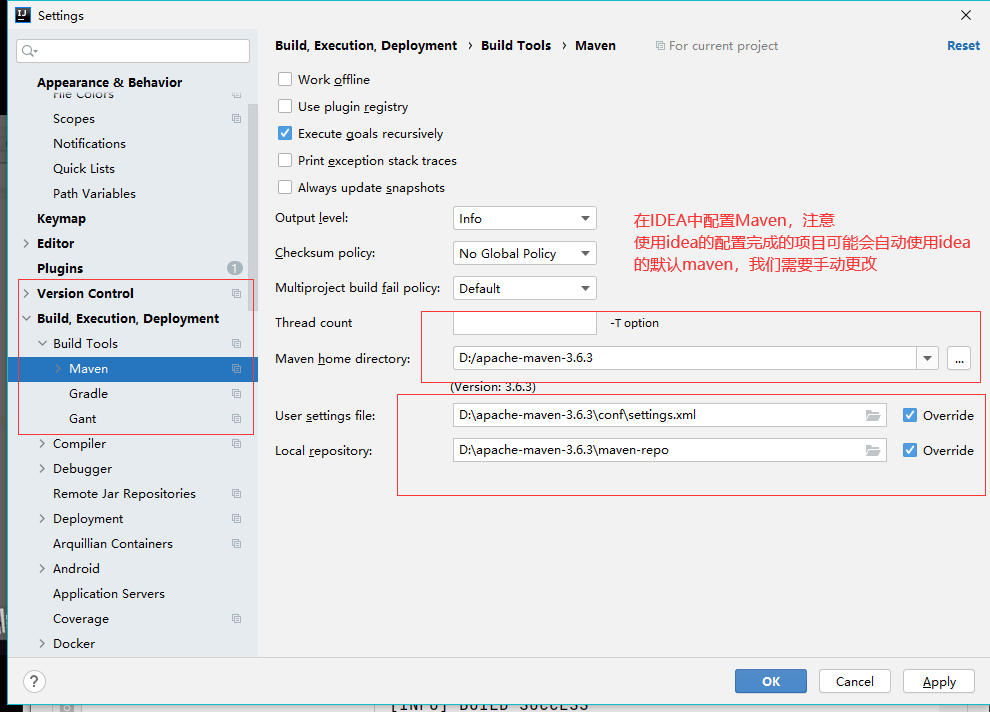 Settings
Build, Execution, Deployment › Build Tools › Maven
For current project
Reset
Appearance & Behavior
File Colors
Scopes
Notifications
Quick Lists
Path Variables
Keymap
Editor
Plugins
1
Version Control
Build, Execution, Deployment
Build Tools
Maven
Gradle
Gant
Compiler
Debugger
Remote Jar Repositories
Deployment
Arquillian Containers
Android
Application Servers
Coverage
Docker
Work offline
Use plugin registry
Execute goals recursively
Print exception stack traces
Always update snapshots
Output level: Info
Checksum policy: No Global Policy
Multiproject build fail policy: Default
Thread count -T option
Maven home directory: D:/apache-maven-3.6.3 ...
(Version: 3.6.3)
User settings file: D:\apache-maven-3.6.3\conf\settings.xml Override
Local repository: D:\apache-maven-3.6.3\maven-repo Override
在IDEA中配置Maven，注意
使用idea的配置完成的项目可能会自动使用idea
的默认maven，我们需要手动更改
?
OK Cancel Apply
[INFO] BUILD SUCCESS